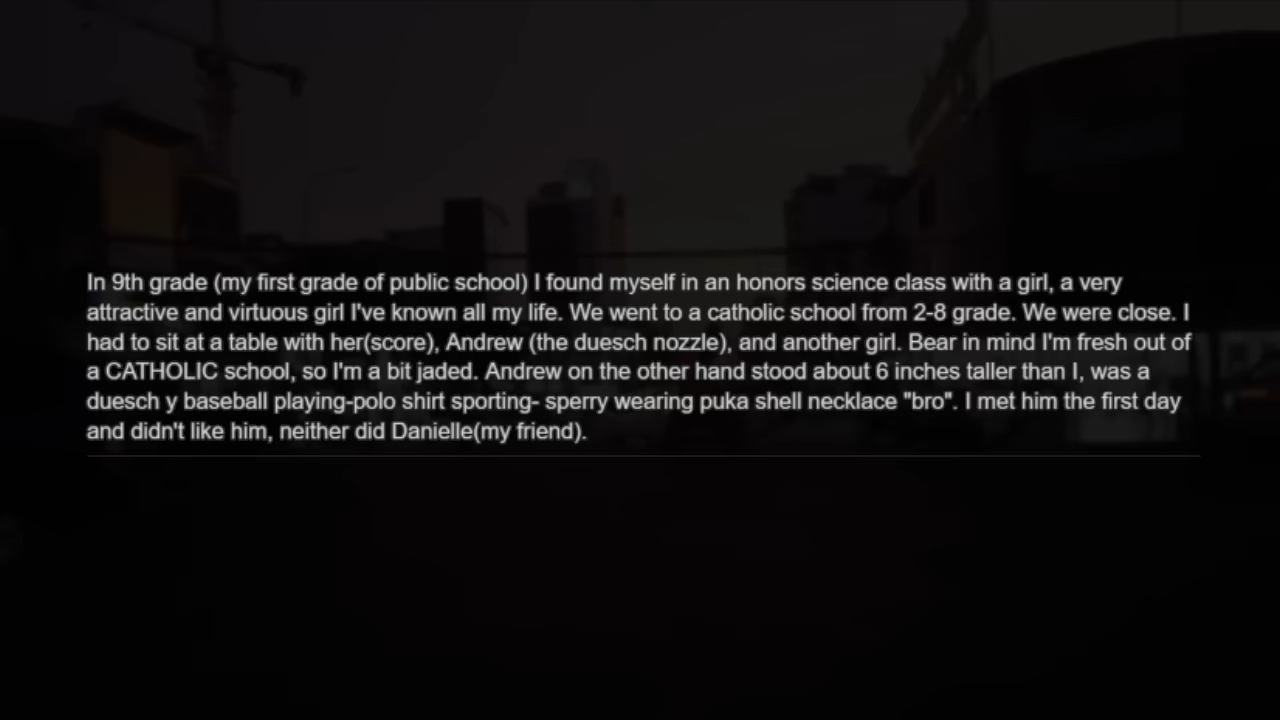 In 9th grade (my first grade of public school) I found myself in an honors science class with a girl, a very
attractive and virtuous girl I've known all my life. We went to a catholic school from 2-8 grade. We were close. I
had to sit at a table with her(score), Andrew (the duesch nozzle), and another girl. Bear in mind I'm fresh out of
a CATHOLIC school, so I'm a bit jaded. Andrew on the other hand stood about 6 inches taller than I, was a
duesch y baseball playing-polo shirt sporting- sperry wearing puka shell necklace "bro". I met him the first day
and didn't like him, neither did Danielle(my friend).